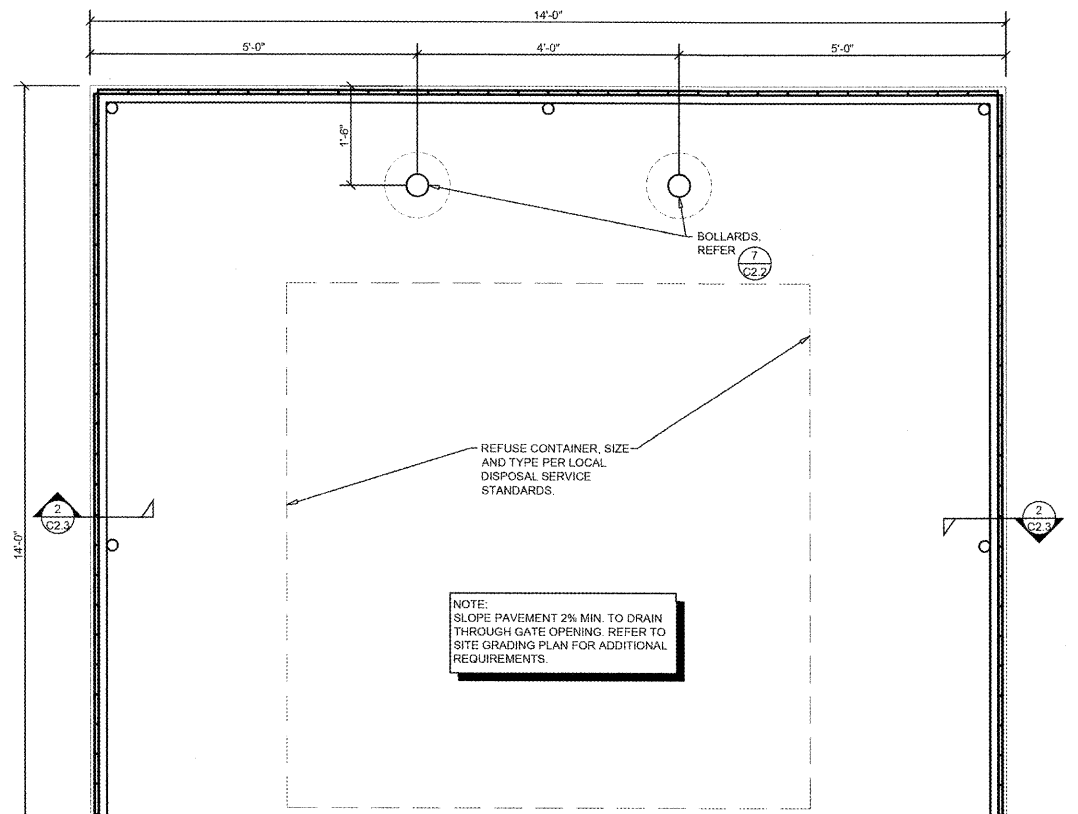 14'-0"
5'-0"
4'-0"
5'-0"
1'-6"
BOLLARDS,
REFER
7
C2.2
REFUSE CONTAINER, SIZE
AND TYPE PER LOCAL
DISPOSAL SERVICE
STANDARDS.
2
C2.3
2
C2.3
14'-0"
NOTE:
SLOPE PAVEMENT 2% MIN. TO DRAIN
THROUGH GATE OPENING. REFER TO
SITE GRADING PLAN FOR ADDITIONAL
REQUIREMENTS.